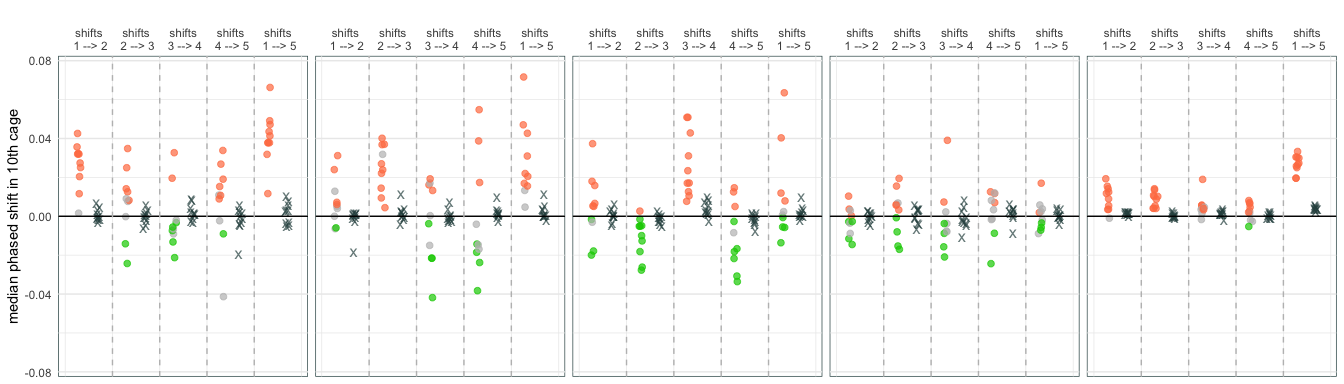 shifts shifts shifts shifts shifts shifts shifts shifts shifts shifts shifts shifts shifts shifts shifts shifts shifts shifts shifts shifts shifts shifts shifts shifts shifts
1 --> 2 2 --> 3 3 --> 4 4 --> 5 1 --> 5 1 --> 2 2 --> 3 3 --> 4 4 --> 5 1 --> 5 1 --> 2 2 --> 3 3 --> 4 4 --> 5 1 --> 5 1 --> 2 2 --> 3 3 --> 4 4 --> 5 1 --> 5 1 --> 2 2 --> 3 3 --> 4 4 --> 5 1 --> 5
median phased shift in 10th cage
0.08
0.04
0.00
-0.04
-0.08